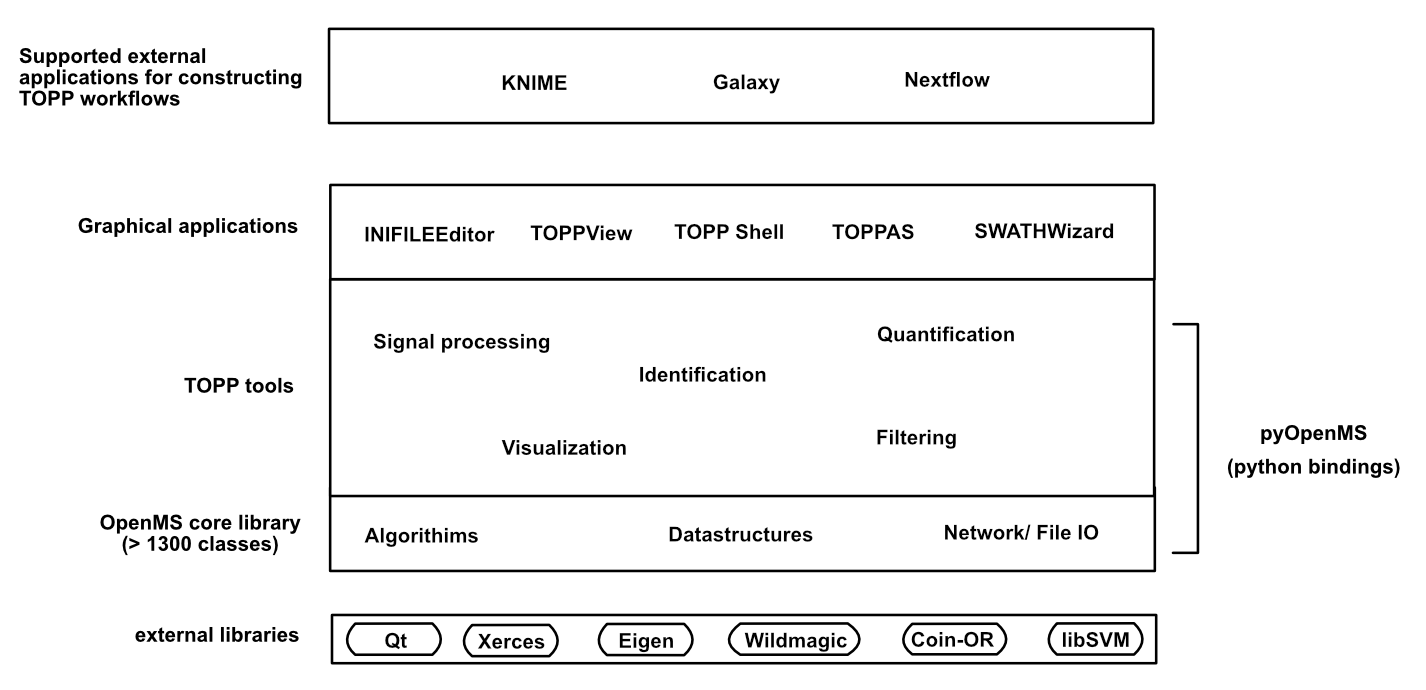 Supported external
applications for constructing
TOPP workflows
KNIME
Galaxy
Nextflow
Graphical applications
INIFILEEditor
TOPPView
TOPP Shell
TOPPAS
SWATHWizard
TOPP tools
Signal processing
Quantification
Identification
Visualization
Filtering
pyOpenMS
(python bindings)
OpenMS core library
(> 1300 classes)
Algorithims
Datastructures
Network/ File IO
external libraries
Qt
Xerces
Eigen
Wildmagic
Coin-OR
libSVM